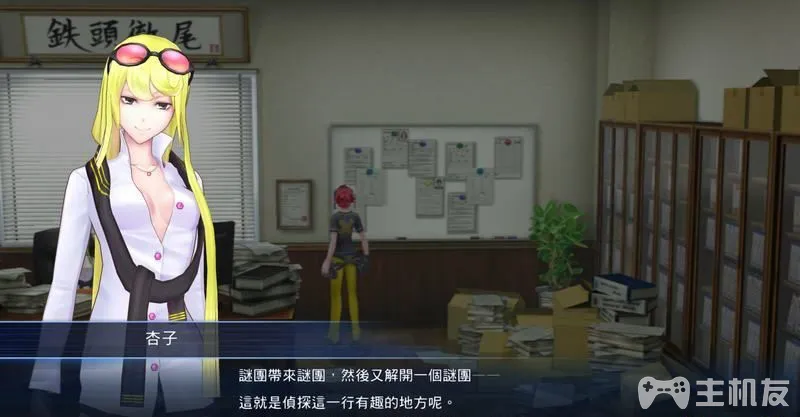 鉄頭徹尾
杏子
謎團帶來謎團，然後又解開一個謎團——
這就是偵探這一行有趣的地方呢。
主机友